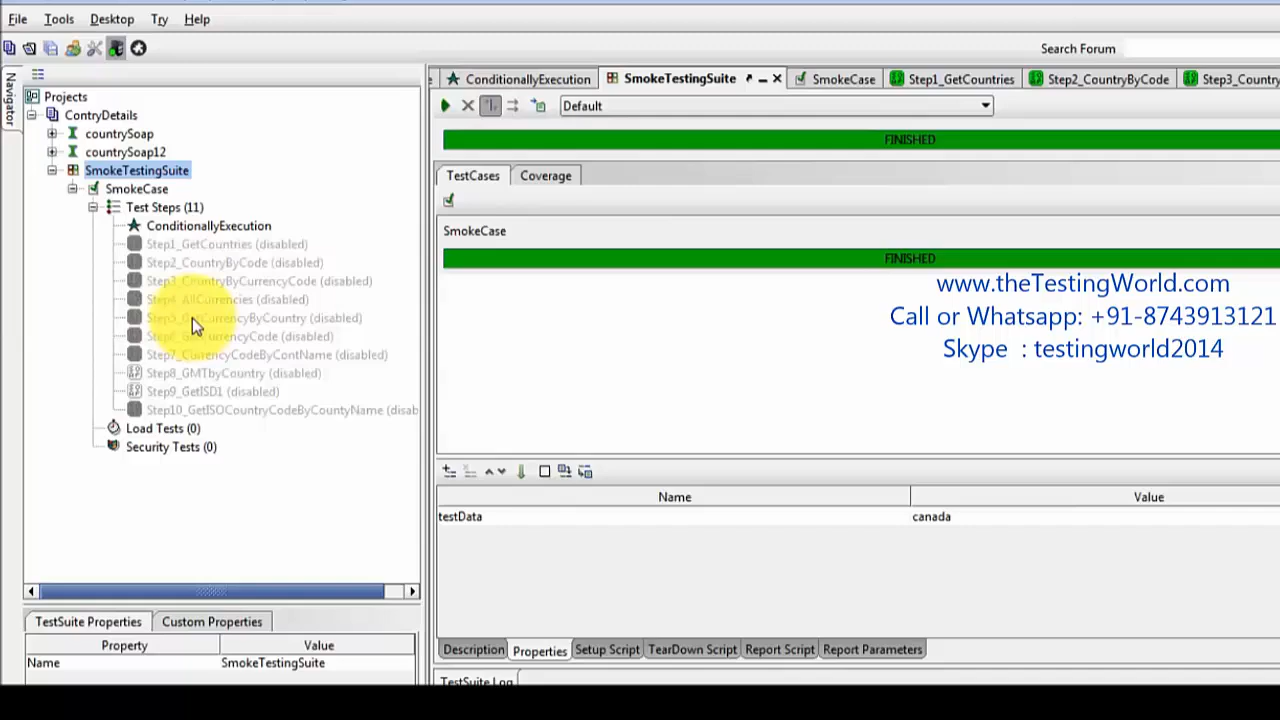 File Tools Desktop Try Help
Search Forum
Navigator
ConditionallyExecution SmokeTestingSuite SmokeCase Step1_GetCountries Step2_CountryByCode Step3_Country
Projects
ContryDetails
countrySoap
countrySoap12
SmokeTestingSuite
SmokeCase
Test Steps (11)
ConditionallyExecution
Step1_GetCountries (disabled)
Step2_CountryByCode (disabled)
Step3_CountryByCurrencyCode (disabled)
Step4_AllCurrencies (disabled)
Step5_GetCurrencyByCountry (disabled)
(disabled)
Step7_CurrencyCodeByContName (disabled)
Step8_GMTbyCountry (disabled)
Step9_GetISD1 (disabled)
Step10_GetISOCountryCodeByCountyName (disab
Load Tests (0)
Security Tests (0)
Default
FINISHED
TestCases Coverage
SmokeCase
FINISHED
www.theTestingWorld.com
Call or Whatsapp: +91-8743913121
Skype : testingworld2014
Name Value
testData canada
Description Properties Setup Script TearDown Script Report Script Report Parameters
TestSuite Log
TestSuite Properties Custom Properties
Property Value
Name SmokeTestingSuite